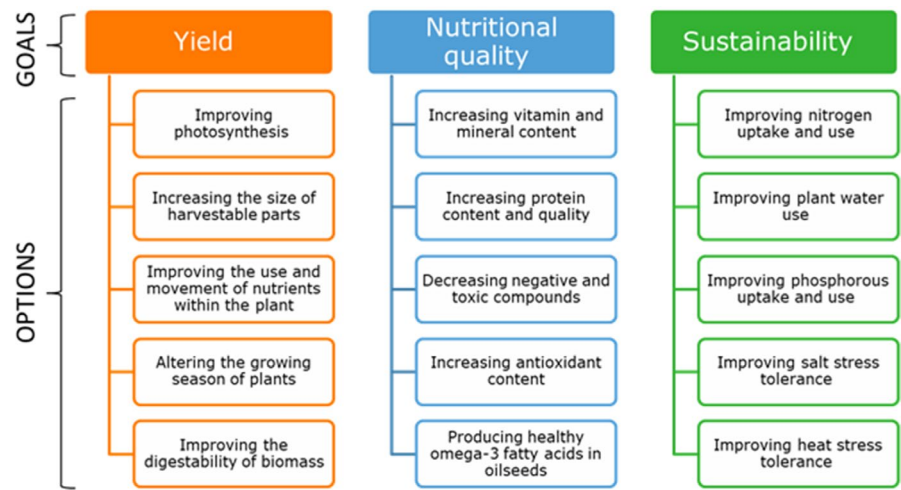 GOALS
Yield
Nutritional
quality
Sustainability
OPTIONS
Improving
photosynthesis
Increasing the size of
harvestable parts
Improving the use and
movement of nutrients
within the plant
Altering the growing
season of plants
Improving the
digestability of biomass
Increasing vitamin and
mineral content
Increasing protein
content and quality
Decreasing negative and
toxic compounds
Increasing antioxidant
content
Producing healthy
omega-3 fatty acids in
oilseeds
Improving nitrogen
uptake and use
Improving plant water
use
Improving phosphorous
uptake and use
Improving salt stress
tolerance
Improving heat stress
tolerance